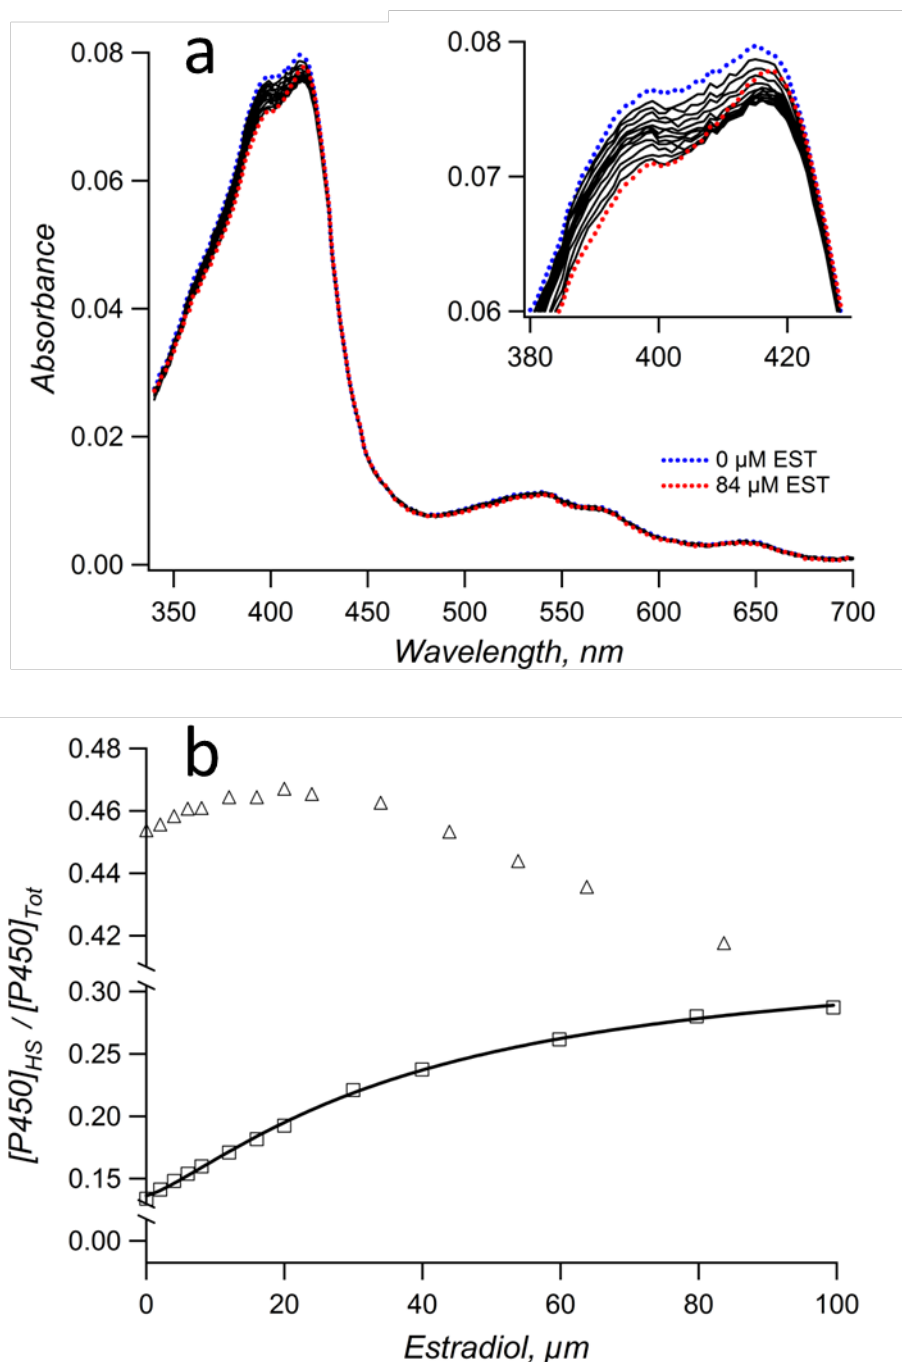 a
0.08
0.06
0.04
0.02
0.00
Absorbance
350 400 450 500 550 600 650 700
Wavelength, nm
0.08
0.07
0.06
380 400 420
0 µM EST
84 µM EST
b
0.48
0.46
0.44
0.42
0.30
0.25
0.20
0.15
0.00
[P450]HS / [P450]Tot
0 20 40 60 80 100
Estradiol, µm